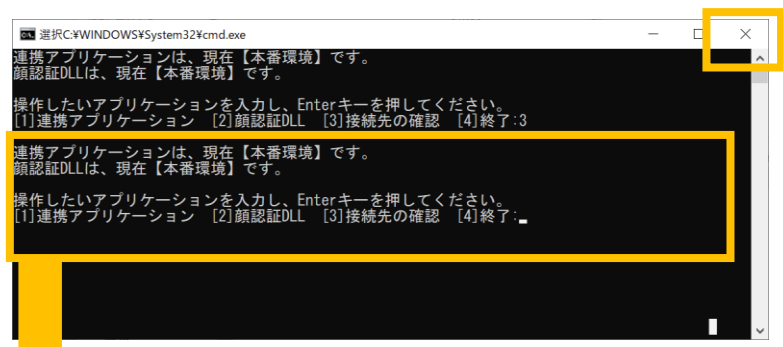 選択C:¥WINDOWS¥System32¥cmd.exe
連携アプリケーションは、現在【本番環境】です。
顔認証DLLは、現在【本番環境】です。
操作したいアプリケーションを入力し、Enterキーを押してください。
[1]連携アプリケーション [2]顔認証DLL [3]接続先の確認 [4]終了:3
連携アプリケーションは、現在【本番環境】です。
顔認証DLLは、現在【本番環境】です。
操作したいアプリケーションを入力し、Enterキーを押してください。
[1]連携アプリケーション [2]顔認証DLL [3]接続先の確認 [4]終了: